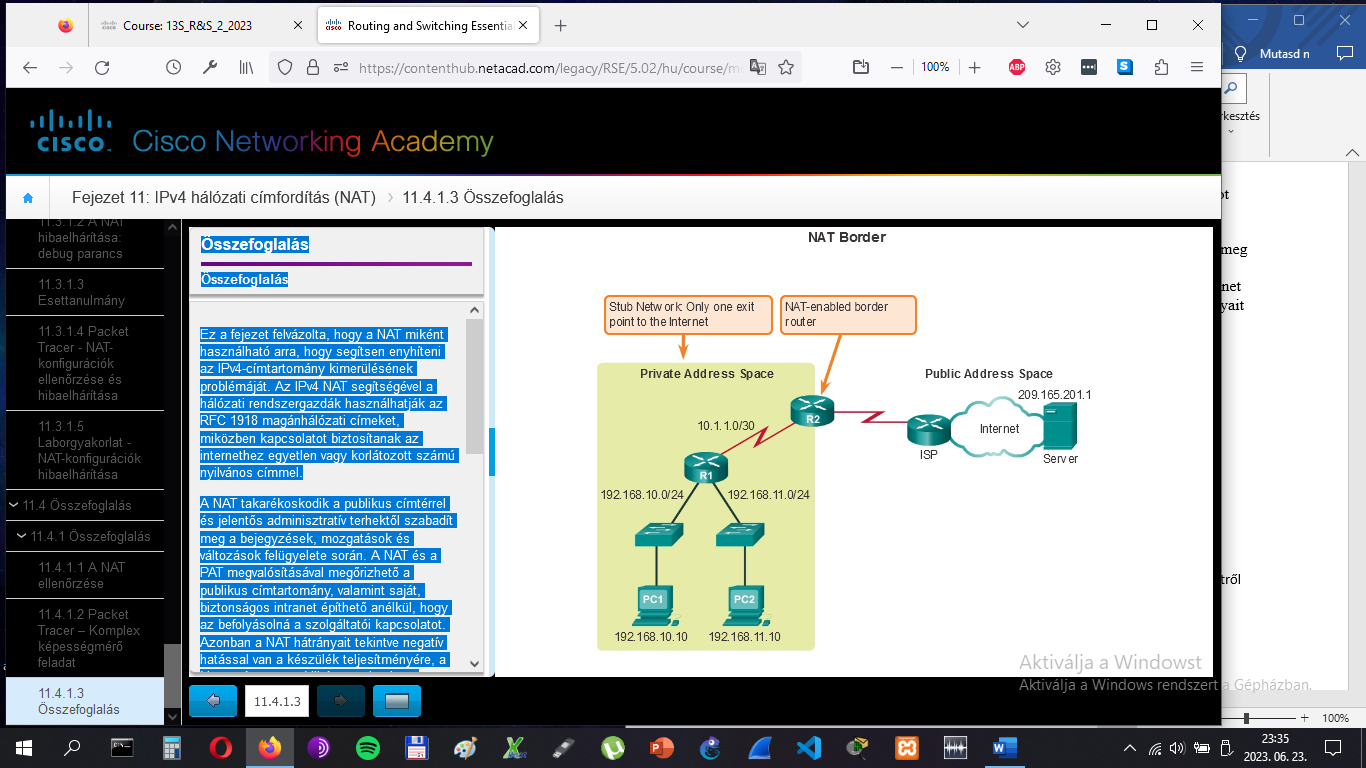 Course: 13S_R&S_2_2023
Routing and Switching Essential
Mutasd n
https://contenthub.netacad.com/legacy/RSE/5.02/hu/course/m
100%
ABP
S
rkesztés
CISCO
Cisco Networking Academy
Fejezet 11: IPv4 hálózati címfordítás (NAT)
11.4.1.3 Összefoglalás
11.3.1.2 A NAT
hibaelhárítása:
debug parancs
11.3.1.3
Esettanulmány
11.3.1.4 Packet
Tracer - NAT-
konfigurációk
ellenőrzése és
hibaelhárítása
11.3.1.5
Laborgyakorlat -
NAT-konfigurációk
hibaelhárítása
11.4 Összefoglalás
11.4.1 Összefoglalás
11.4.1.1 A NAT
ellenőrzése
11.4.1.2 Packet
Tracer – Komplex
képességmérő
feladat
11.4.1.3
Összefoglalás
Összefoglalás
Összefoglalás
Ez a fejezet felvázolta, hogy a NAT miként
használható arra, hogy segítsen enyhíteni
az IPv4-címtartomány kimerülésének
problémáját. Az IPv4 NAT segítségével a
hálózati rendszergazdák használhatják az
RFC 1918 magánhálózati címeket,
miközben kapcsolatot biztosítanak az
internethez egyetlen vagy korlátozott számú
nyilvános címmel.
A NAT takarékoskodik a publikus címtérrel
és jelentős adminisztratív terhektől szabadít
meg a bejegyzések, mozgatások és
változások felügyelete során. A NAT és a
PAT megvalósításával megőrizhető a
publikus címtartomány, valamint saját,
biztonságos intranet építhető anélkül, hogy
az befolyásolná a szolgáltatói kapcsolatot.
Azonban a NAT hátrányait tekintve negatív
hatással van a készülék teljesítményére, a
11.4.1.3
NAT Border
Stub Network: Only one exit
point to the Internet
NAT-enabled border
router
Private Address Space
Public Address Space
209.165.201.1
R2
10.1.1.0/30
Internet
ISP
Server
R1
192.168.10.0/24
192.168.11.0/24
PC1
PC2
192.168.10.10
192.168.11.10
ot
meg
net
yait
tről
Aktiválja a Windowst
Aktiválja a Windows rendszert a Gépházban.
100%
23:35
2023. 06. 23.